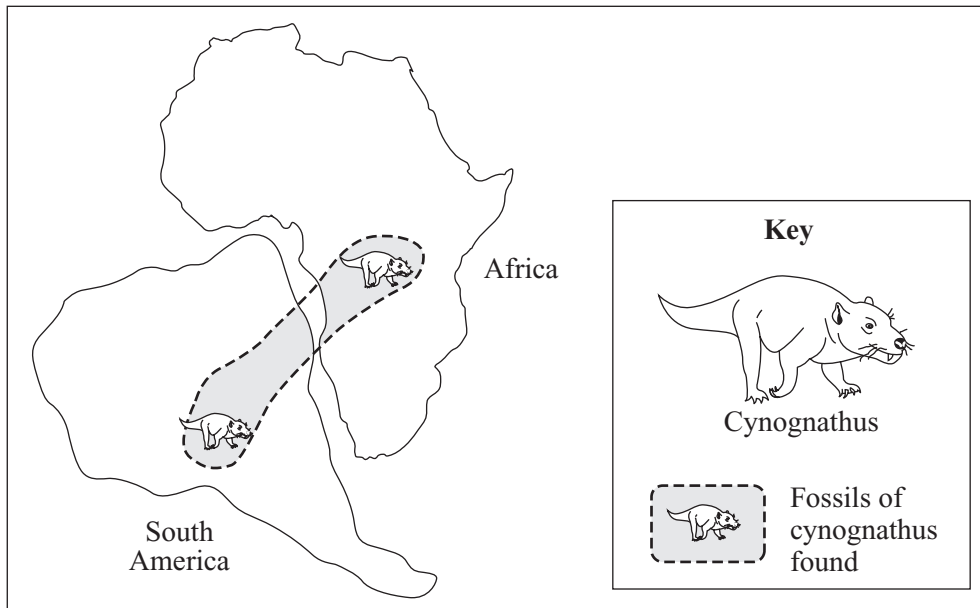 Africa
South
America
Key
Cynognathus
Fossils of
cynognathus
found